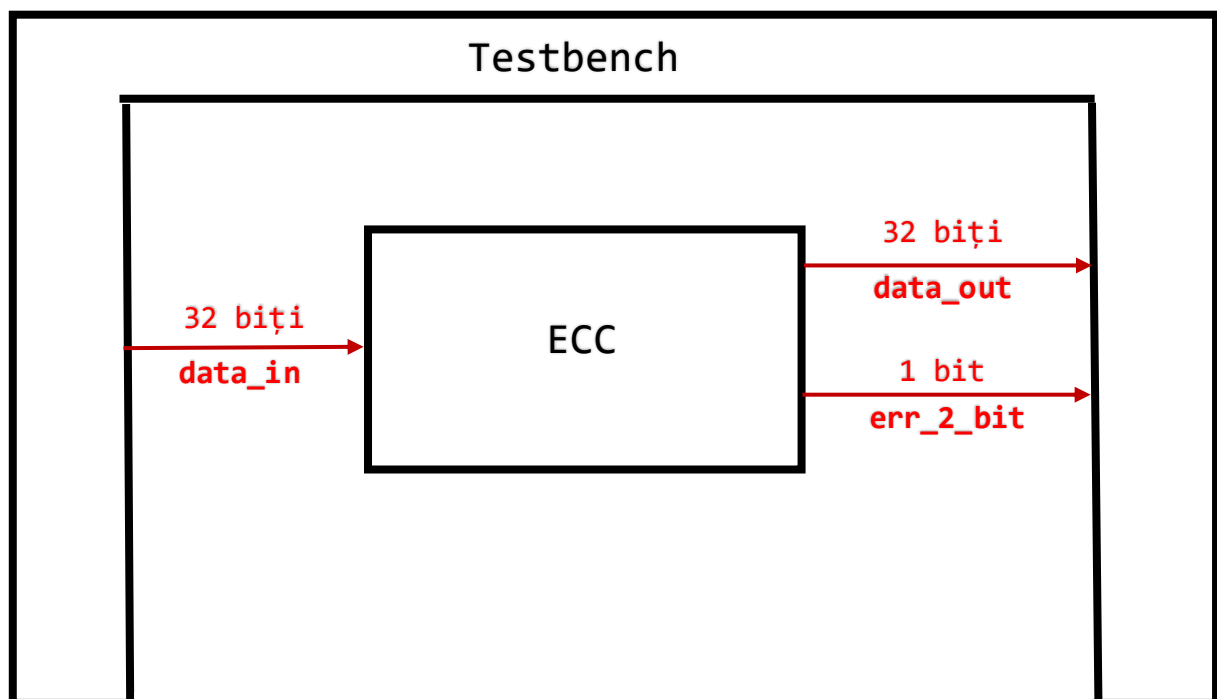 Testbench
32 biți
data_in
ECC
32 biți
data_out
1 bit
err_2_bit